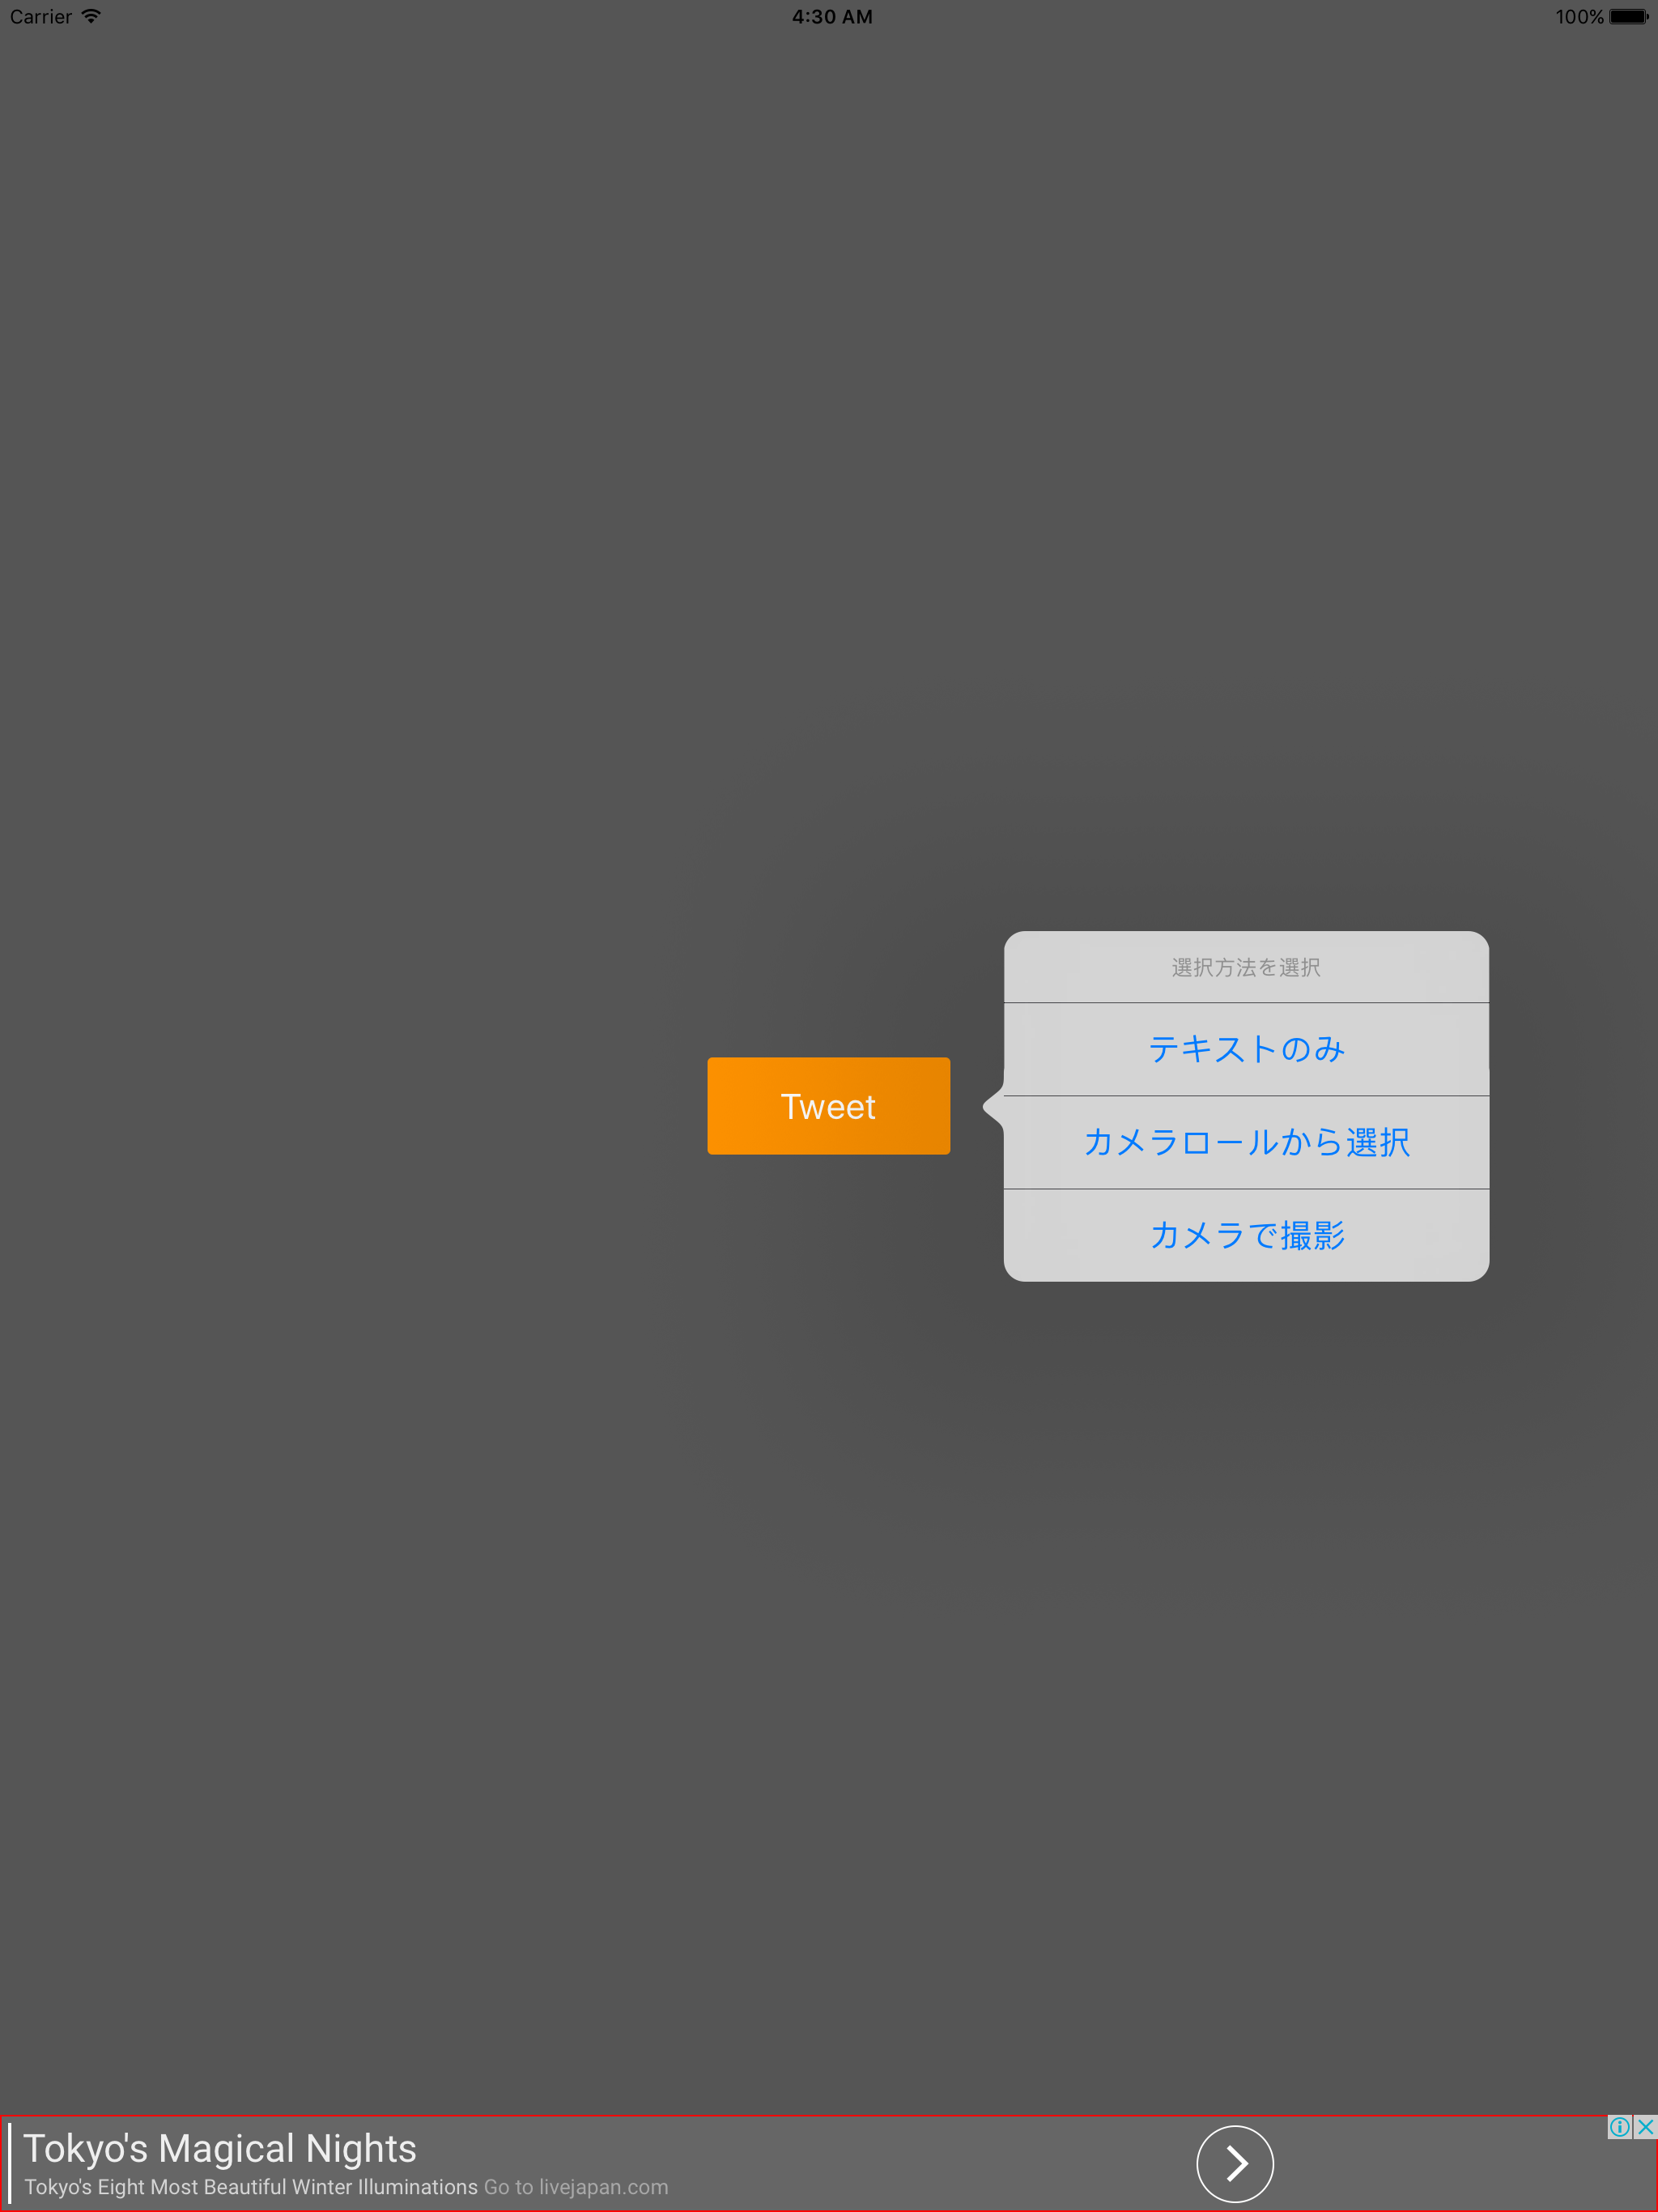 Carrier 4:30 AM 100%
選択方法を選択
テキストのみ
Tweet
カメラロールから選択
カメラで撮影
Tokyo's Magical Nights
Tokyo's Eight Most Beautiful Winter Illuminations Go to livejapan.com